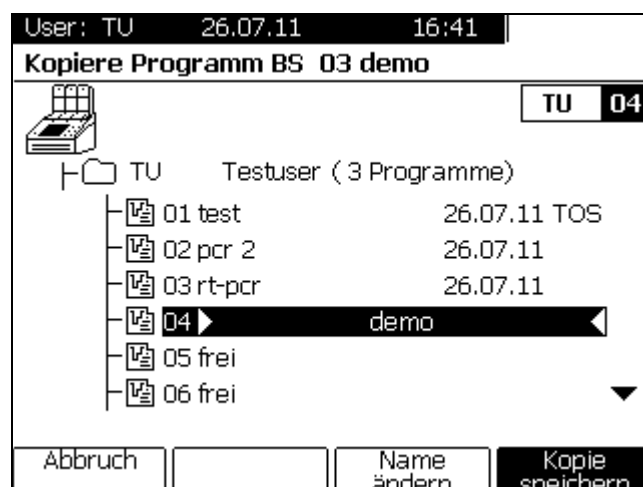 User: TU 26.07.11 16:41
Kopiere Programm BS 03 demo
TU 04
TU Testuser ( 3 Programme)
01 test 26.07.11 TOS
02 pcr 2 26.07.11
03 rt-pcr 26.07.11
04 demo
05 frei
06 frei
Abbruch Name ändern Kopie speichern